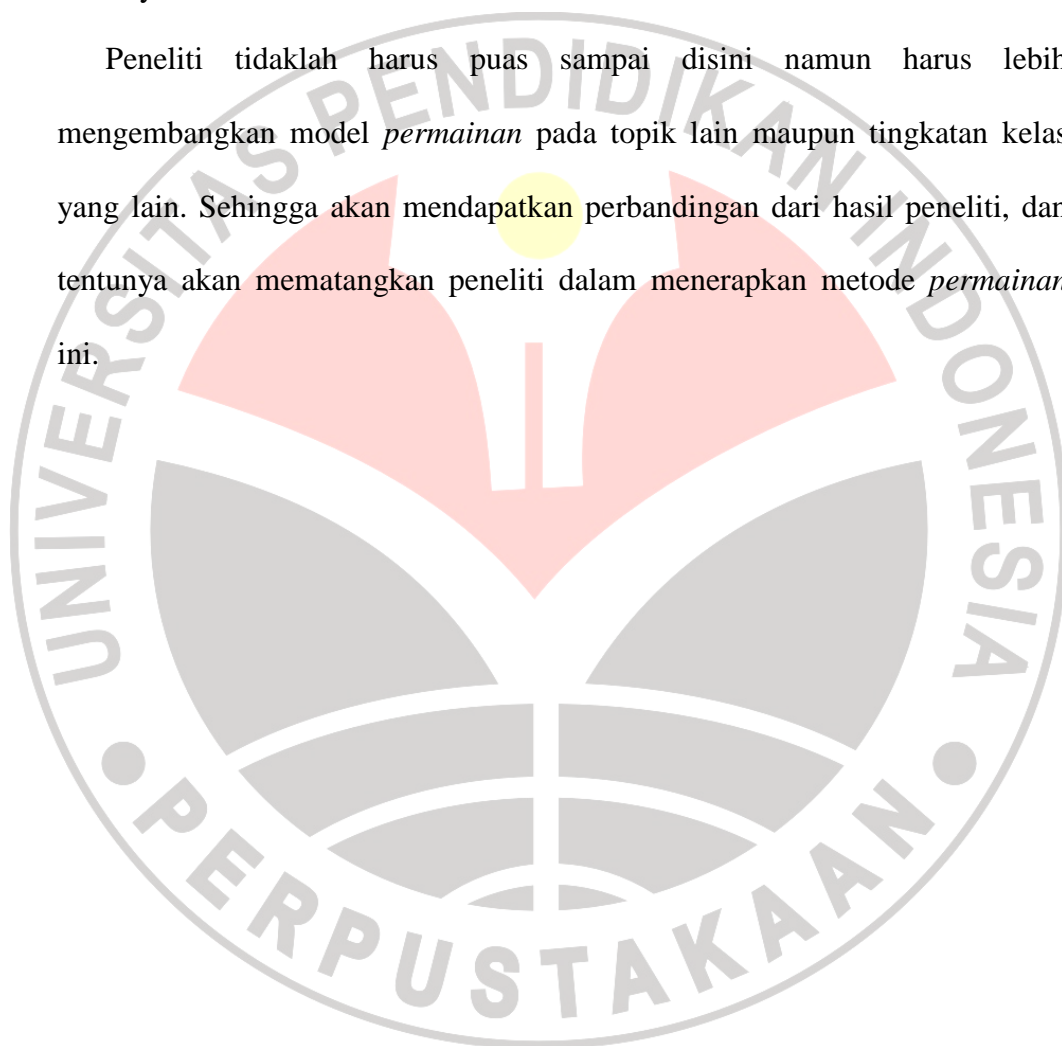 Peneliti tidaklah harus puas sampai disini namun harus lebih
mengembangkan model permainan pada topik lain maupun tingkatan kelas
yang lain. Sehingga akan mendapatkan perbandingan dari hasil peneliti, dan
tentunya akan mematangkan peneliti dalam menerapkan metode permainan
ini.
UNIVERSITAS PENDIDIKAN INDONESIA
PERPUSTAKAAN